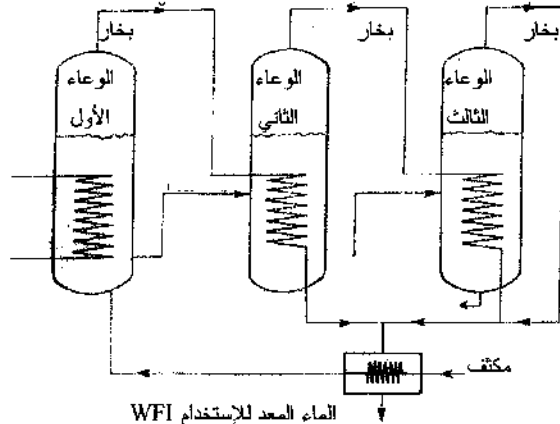 بخار
بخار
بخار
الوعاء
الأول
الوعاء
الثاني
الوعاء
الثالث
مكثف
الماء المعد للإستخدام WFI